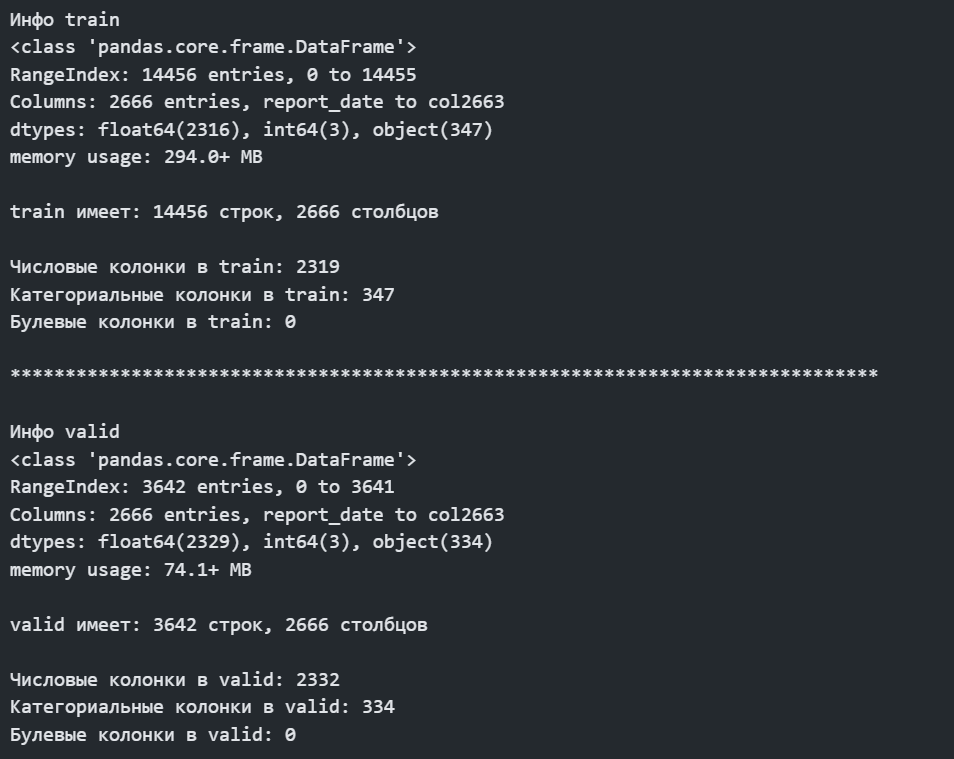 Инфо train
<class 'pandas.core.frame.DataFrame'>
RangeIndex: 14456 entries, 0 to 14455
Columns: 2666 entries, report_date to col2663
dtypes: float64(2316), int64(3), object(347)
memory usage: 294.0+ MB
train имеет: 14456 строк, 2666 столбцов
Числовые колонки в train: 2319
Категориальные колонки в train: 347
Булевые колонки в train: 0
*******************************************************************************
Инфо valid
<class 'pandas.core.frame.DataFrame'>
RangeIndex: 3642 entries, 0 to 3641
Columns: 2666 entries, report_date to col2663
dtypes: float64(2329), int64(3), object(334)
memory usage: 74.1+ MB
valid имеет: 3642 строк, 2666 столбцов
Числовые колонки в valid: 2332
Категориальные колонки в valid: 334
Булевые колонки в valid: 0